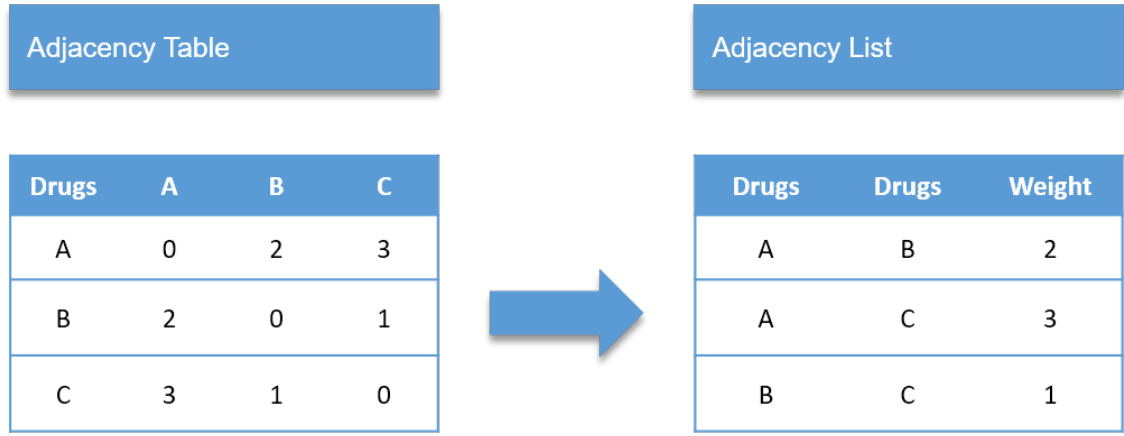 Adjacency Table
Adjacency List
Drugs A B C
A 0 2 3
B 2 0 1
C 3 1 0
Drugs Drugs Weight
A B 2
A C 3
B C 1